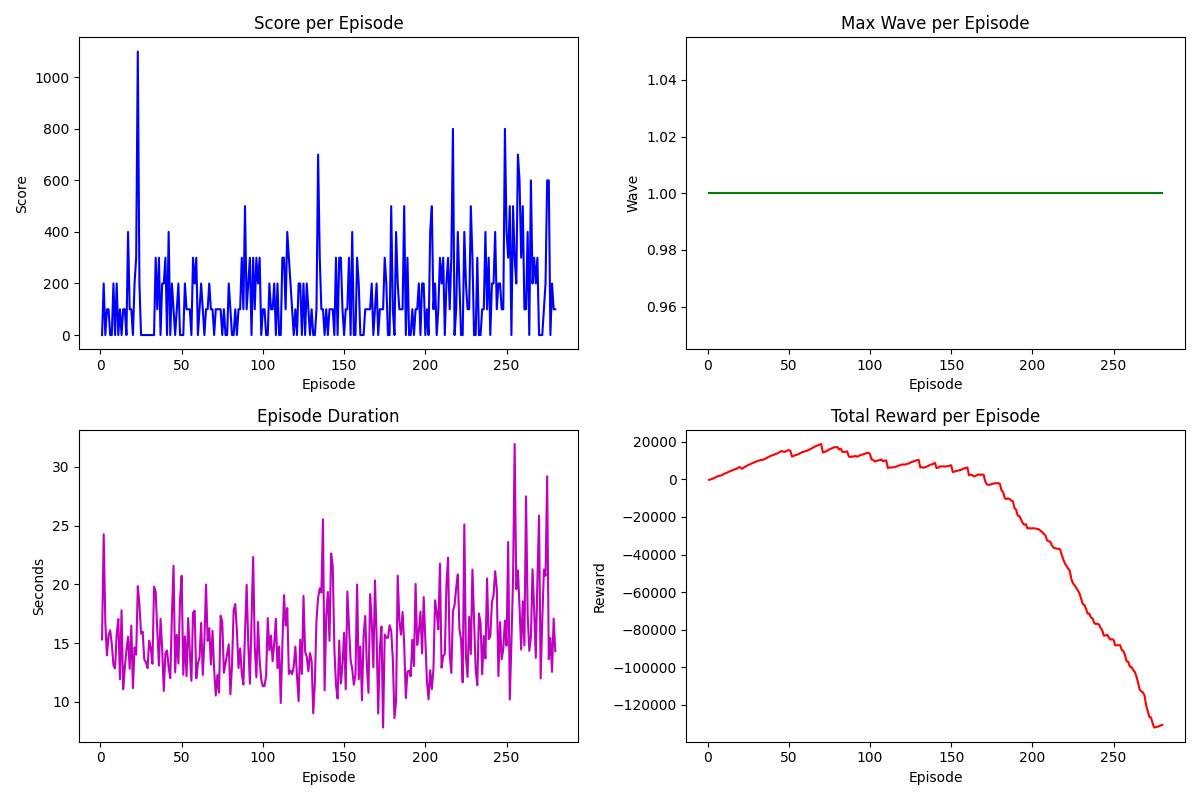 Score per Episode
Score
1000
800
600
400
200
0
0 50 100 150 200 250
Episode
Max Wave per Episode
Wave
1.04
1.02
1.00
0.98
0.96
0 50 100 150 200 250
Episode
Episode Duration
Seconds
30
25
20
15
10
0 50 100 150 200 250
Episode
Total Reward per Episode
Reward
20000
0
−20000
−40000
−60000
−80000
−100000
−120000
0 50 100 150 200 250
Episode